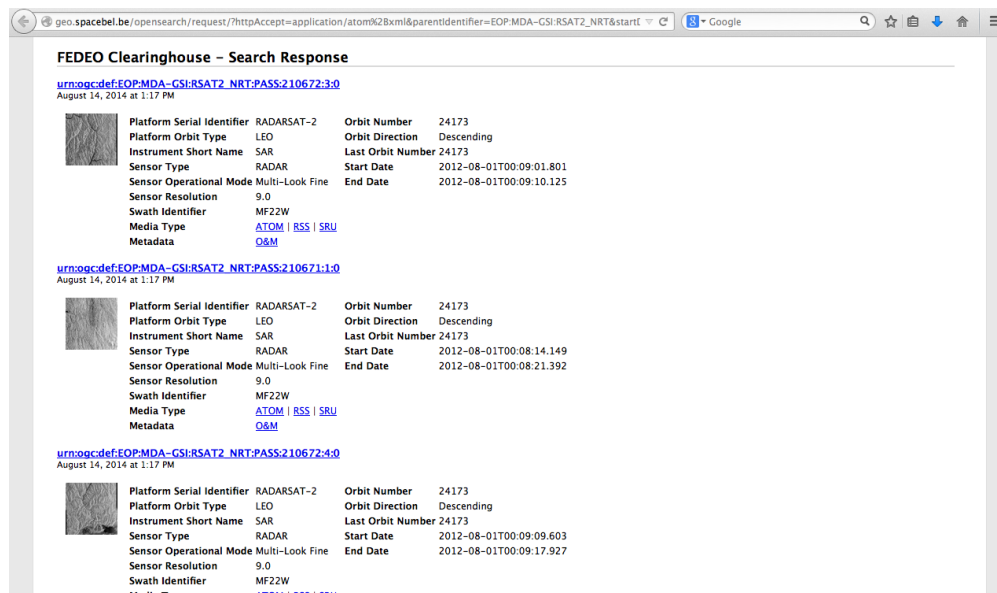 geo.spacebel.be/opensearch/request/?httpAccept=application/atom%2Bxml&parentIdentifier=EOP:MDA-GSI:RSAT2_NRT&start
Google
FEDEO Clearinghouse – Search Response
urn:ogc:def:EOP:MDA-GSI:RSAT2_NRT:PASS:210672:3:0
August 14, 2014 at 1:17 PM
Platform Serial Identifier RADARSAT-2 Orbit Number 24173
Platform Orbit Type LEO Orbit Direction Descending
Instrument Short Name SAR Last Orbit Number 24173
Sensor Type RADAR Start Date 2012-08-01T00:09:01.801
Sensor Operational Mode Multi-Look Fine End Date 2012-08-01T00:09:10.125
Sensor Resolution 9.0
Swath Identifier MF22W
Media Type ATOM | RSS | SRU
Metadata O&M
urn:ogc:def:EOP:MDA-GSI:RSAT2_NRT:PASS:210671:1:0
August 14, 2014 at 1:17 PM
Platform Serial Identifier RADARSAT-2 Orbit Number 24173
Platform Orbit Type LEO Orbit Direction Descending
Instrument Short Name SAR Last Orbit Number 24173
Sensor Type RADAR Start Date 2012-08-01T00:08:14.149
Sensor Operational Mode Multi-Look Fine End Date 2012-08-01T00:08:21.392
Sensor Resolution 9.0
Swath Identifier MF22W
Media Type ATOM | RSS | SRU
Metadata O&M
urn:ogc:def:EOP:MDA-GSI:RSAT2_NRT:PASS:210672:4:0
August 14, 2014 at 1:17 PM
Platform Serial Identifier RADARSAT-2 Orbit Number 24173
Platform Orbit Type LEO Orbit Direction Descending
Instrument Short Name SAR Last Orbit Number 24173
Sensor Type RADAR Start Date 2012-08-01T00:09:09.603
Sensor Operational Mode Multi-Look Fine End Date 2012-08-01T00:09:17.927
Sensor Resolution 9.0
Swath Identifier MF22W